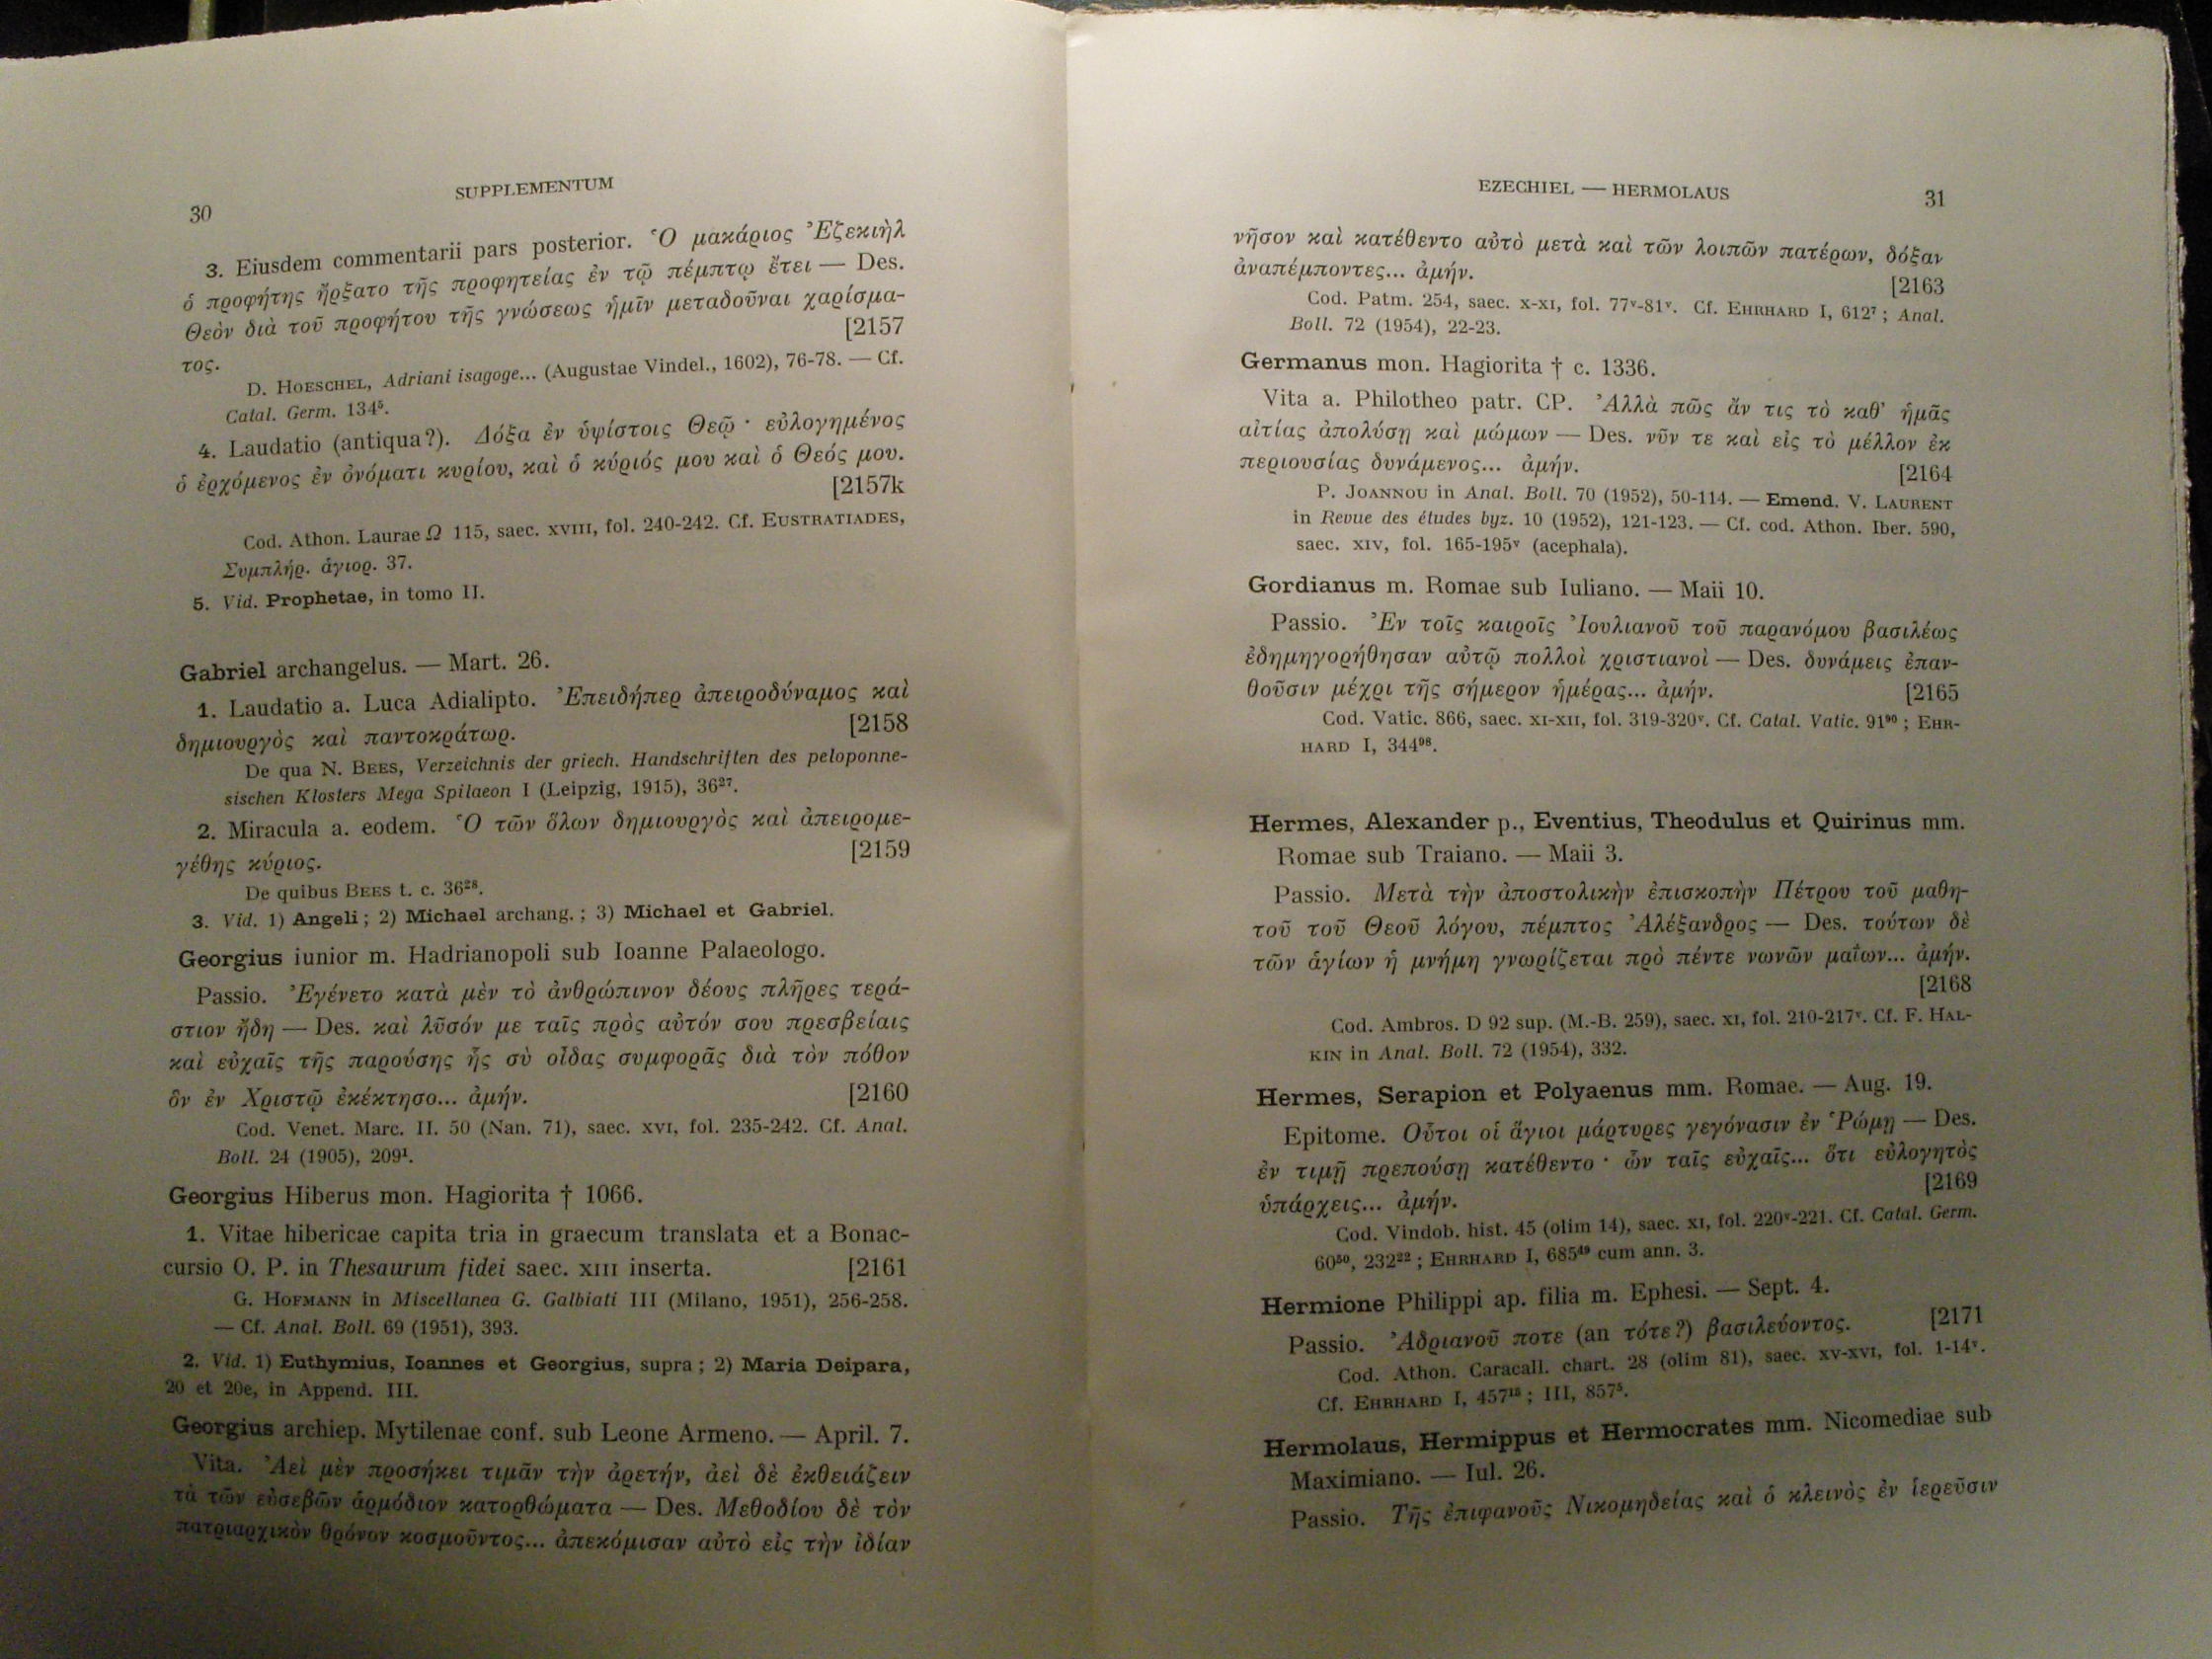 30
SUPPLEMENTUM
3. Eiusdem commentarii pars posterior. Ὁ μακάριος Ἐζεκιὴλ
ὁ προφήτης ἤρξατο τῆς προφητείας ἐν τῷ πέμπτῳ ἔτει — Des.
Θεὸν διὰ τοῦ προφήτου τῆς γνώσεως ἡμῖν μεταδοῦναι χαρίσμα-
τος. [2157
D. HOESCHEL, Adriani isagoge... (Augustae Vindel., 1602), 76-78. — Cf.
Catal. Germ. 134⁵.
4. Laudatio (antiqua?). Δόξα ἐν ὑψίστοις Θεῷ · εὐλογημένος
ὁ ἐρχόμενος ἐν ὀνόματι κυρίου, καὶ ὁ κύριός μου καὶ ὁ Θεός μου.
[2157k
Cod. Athon. Laurae Ω 115, saec. XVIII, fol. 240-242. Cf. EUSTRATIADES,
Συμπλήρ. ἁγιορ. 37.
5. Vid. Prophetae, in tomo II.
Gabriel archangelus. — Mart. 26.
1. Laudatio a. Luca Adialipto. Ἐπειδήπερ ἀπειροδύναμος καὶ
δημιουργὸς καὶ παντοκράτωρ. [2158
De qua N. BEES, Verzeichnis der griech. Handschriften des peloponne-
sischen Klosters Mega Spilaeon I (Leipzig, 1915), 36²⁷.
2. Miracula a. eodem. Ὁ τῶν ὅλων δημιουργὸς καὶ ἀπειρομε-
γέθης κύριος. [2159
De quibus BEES t. c. 36²⁸.
3. Vid. 1) Angeli ; 2) Michael archang. ; 3) Michael et Gabriel.
Georgius iunior m. Hadrianopoli sub Ioanne Palaeologo.
Passio. Ἐγένετο κατὰ μὲν τὸ ἀνθρώπινον δέους πλῆρες τερά-
στιον ἤδη — Des. καὶ λῦσόν με ταῖς πρὸς αὐτόν σου πρεσβείαις
καὶ εὐχαῖς τῆς παρούσης ἧς σὺ οἶδας συμφορᾶς διὰ τὸν πόθον
ὃν ἐν Χριστῷ ἐκέκτησο... ἀμήν. [2160
Cod. Venet. Marc. II. 50 (Nan. 71), saec. XVI, fol. 235-242. Cf. Anal.
Boll. 24 (1905), 209¹.
Georgius Hiberus mon. Hagiorita † 1066.
1. Vitae hibericae capita tria in graecum translata et a Bonac-
cursio O. P. in Thesaurum fidei saec. XIII inserta. [2161
G. HOFMANN in Miscellanea G. Galbiati III (Milano, 1951), 256-258.
— Cf. Anal. Boll. 69 (1951), 393.
2. Vid. 1) Euthymius, Ioannes et Georgius, supra ; 2) Maria Deipara,
20 et 20e, in Append. III.
Georgius archiep. Mytilenae conf. sub Leone Armeno. — April. 7.
Vita. Ἀεὶ μὲν προσήκει τιμᾶν τὴν ἀρετήν, ἀεὶ δὲ ἐκθειάζειν
τὰ τῶν εὐσεβῶν ἁρμόδιον κατορθώματα — Des. Μεθοδίου δὲ τὸν
πατριαρχικὸν θρόνον κοσμοῦντος... ἀπεκόμισαν αὐτὸ εἰς τὴν ἰδίαν
EZECHIEL — HERMOLAUS
31
νῆσον καὶ κατέθεντο αὐτὸ μετὰ καὶ τῶν λοιπῶν πατέρων, δόξαν
ἀναπέμποντες... ἀμήν. [2163
Cod. Patm. 254, saec. X-XI, fol. 77ᵛ-81ᵛ. Cf. EHRHARD I, 612⁷ ; Anal.
Boll. 72 (1954), 22-23.
Germanus mon. Hagiorita † c. 1336.
Vita a. Philotheo patr. CP. Ἀλλὰ πῶς ἄν τις τὸ καθ' ἡμᾶς
αἰτίας ἀπολύσῃ καὶ μώμων — Des. νῦν τε καὶ εἰς τὸ μέλλον ἐκ
περιουσίας δυνάμενος... ἀμήν. [2164
P. JOANNOU in Anal. Boll. 70 (1952), 50-114. — Emend. V. LAURENT
in Revue des études byz. 10 (1952), 121-123. — Cf. cod. Athon. Iber. 590,
saec. XIV, fol. 165-195ᵛ (acephala).
Gordianus m. Romae sub Iuliano. — Maii 10.
Passio. Ἐν τοῖς καιροῖς Ἰουλιανοῦ τοῦ παρανόμου βασιλέως
ἐδημηγορήθησαν αὐτῷ πολλοὶ χριστιανοὶ — Des. δυνάμεις ἐπαν-
θοῦσιν μέχρι τῆς σήμερον ἡμέρας... ἀμήν. [2165
Cod. Vatic. 866, saec. XI-XII, fol. 319-320ᵛ. Cf. Catal. Vatic. 91⁹⁰ ; EHR-
HARD I, 344⁹⁸.
Hermes, Alexander p., Eventius, Theodulus et Quirinus mm.
Romae sub Traiano. — Maii 3.
Passio. Μετὰ τὴν ἀποστολικὴν ἐπισκοπὴν Πέτρου τοῦ μαθη-
τοῦ τοῦ Θεοῦ λόγου, πέμπτος Ἀλέξανδρος — Des. τούτων δὲ
τῶν ἁγίων ἡ μνήμη γνωρίζεται πρὸ πέντε νωνῶν μαΐων... ἀμήν.
[2168
Cod. Ambros. D 92 sup. (M.-B. 259), saec. XI, fol. 210-217ᵛ. Cf. F. HAL-
KIN in Anal. Boll. 72 (1954), 332.
Hermes, Serapion et Polyaenus mm. Romae. — Aug. 19.
Epitome. Οὗτοι οἱ ἅγιοι μάρτυρες γεγόνασιν ἐν Ῥώμῃ — Des.
ἐν τιμῇ πρεπούσῃ κατέθεντο · ὧν ταῖς εὐχαῖς... ὅτι εὐλογητὸς
ὑπάρχεις... ἀμήν. [2169
Cod. Vindob. hist. 45 (olim 14), saec. XI, fol. 220ᵛ-221. Cf. Catal. Germ.
60⁵⁰, 232²² ; EHRHARD I, 685⁴⁹ cum ann. 3.
Hermione Philippi ap. filia m. Ephesi. — Sept. 4.
Passio. Ἀδριανοῦ ποτε (an τότε?) βασιλεύοντος. [2171
Cod. Athon. Caracall. chart. 28 (olim 81), saec. XV-XVI, fol. 1-14ᵛ.
Cf. EHRHARD I, 457¹⁸ ; III, 857⁵.
Hermolaus, Hermippus et Hermocrates mm. Nicomediae sub
Maximiano. — Iul. 26.
Passio. Τῆς ἐπιφανοῦς Νικομηδείας καὶ ὁ κλεινὸς ἐν ἱερεῦσιν